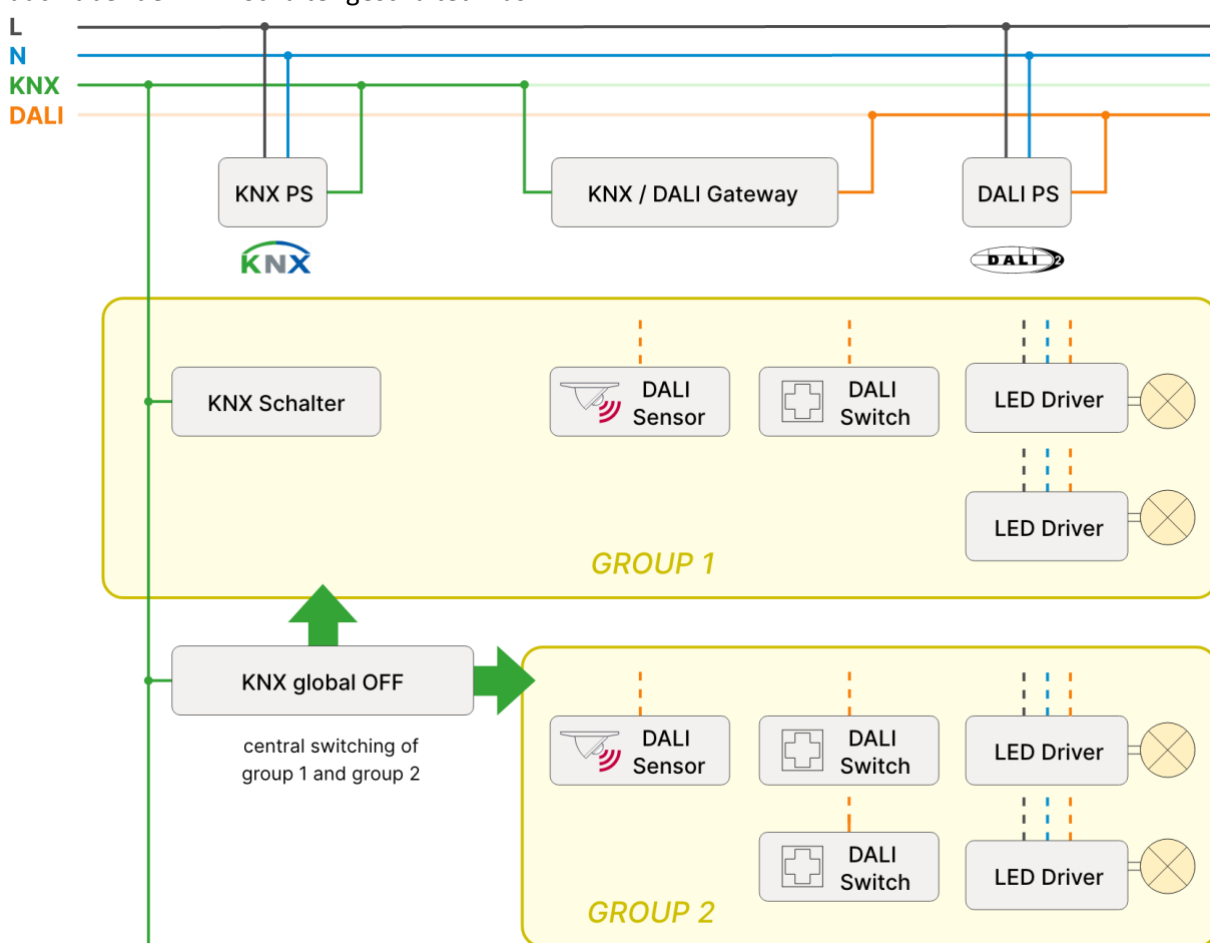 L
N
KNX
DALI
KNX PS
KNX / DALI Gateway
DALI PS
KNX
DALI 2
KNX Schalter
DALI
Sensor
DALI
Switch
LED Driver
LED Driver
GROUP 1
KNX global OFF
central switching of
group 1 and group 2
DALI
Sensor
DALI
Switch
LED Driver
DALI
Switch
LED Driver
GROUP 2